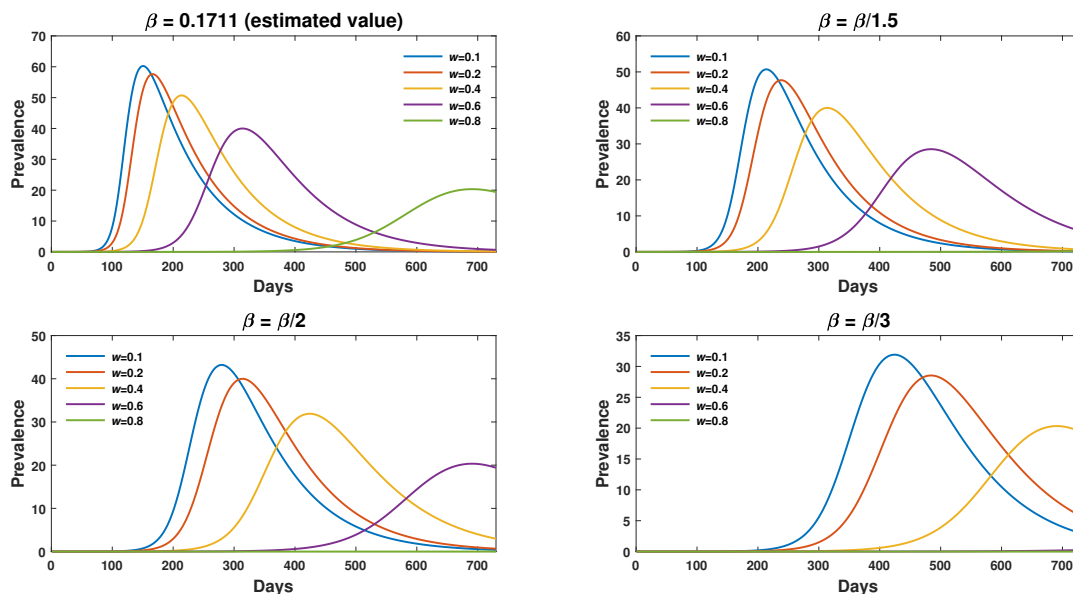 β = 0.1711 (estimated value)
70
60
50
40
30
20
10
0
Prevalence
w=0.1
w=0.2
w=0.4
w=0.6
w=0.8
0 100 200 300 400 500 600 700
Days
β = β/1.5
60
50
40
30
20
10
0
Prevalence
w=0.1
w=0.2
w=0.4
w=0.6
w=0.8
0 100 200 300 400 500 600 700
Days
β = β/2
50
40
30
20
10
0
Prevalence
w=0.1
w=0.2
w=0.4
w=0.6
w=0.8
0 100 200 300 400 500 600 700
Days
β = β/3
35
30
25
20
15
10
5
0
Prevalence
w=0.1
w=0.2
w=0.4
w=0.6
w=0.8
0 100 200 300 400 500 600 700
Days